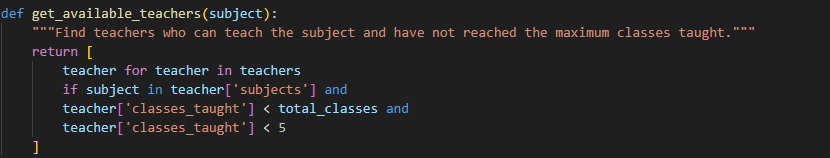 def get_available_teachers(subject):
    """Find teachers who can teach the subject and have not reached the maximum classes taught."""
    return [
        teacher for teacher in teachers
        if subject in teacher['subjects'] and
        teacher['classes_taught'] < total_classes and
        teacher['classes_taught'] < 5
    ]